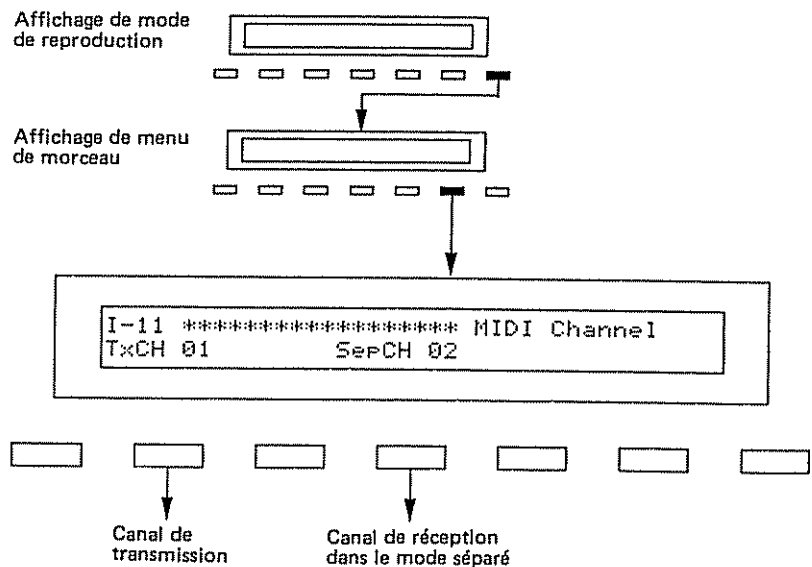 Affichage de mode
de reproduction
Affichage de menu
de morceau
I-11 ****************** MIDI Channel
TxCH 01 SepCH 02
Canal de
transmission
Canal de réception
dans le mode séparé